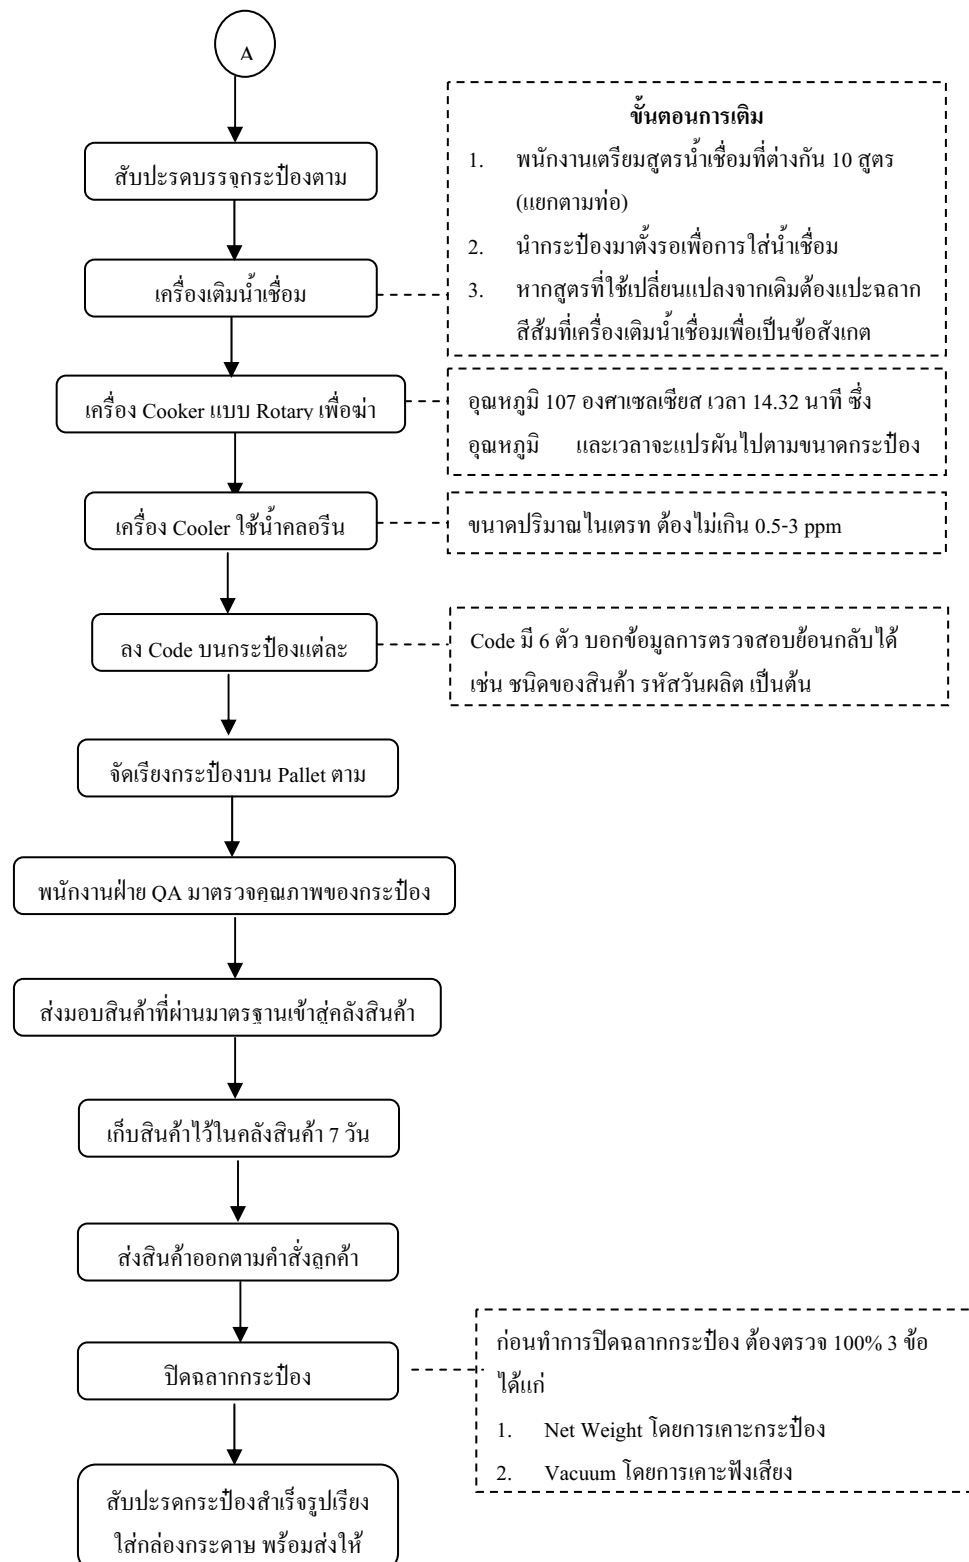 A
สับปะรดบรรจุกระป๋องตาม
ขั้นตอนการเติม
1. พนักงานเตรียมสูตรน้ำเชื่อมที่ต่างกัน 10 สูตร
(แยกตามท่อ)
2. นำกระป๋องมาตั้งรอเพื่อการใส่น้ำเชื่อม
3. หากสูตรที่ใช้เปลี่ยนแปลงจากเดิมต้องแปะฉลาก
สีส้มที่เครื่องเติมน้ำเชื่อมเพื่อเป็นข้อสังเกต
เครื่องเติมน้ำเชื่อม
เครื่อง Cooker แบบ Rotary เพื่อฆ่า
อุณหภูมิ 107 องศาเซลเซียส เวลา 14.32 นาที ซึ่ง
อุณหภูมิ และเวลาจะแปรผันไปตามขนาดกระป๋อง
เครื่อง Cooler ใช้น้ำคลอรีน
ขนาดปริมาณไนเตรท ต้องไม่เกิน 0.5-3 ppm
ลง Code บนกระป๋องแต่ละ
Code มี 6 ตัว บอกข้อมูลการตรวจสอบย้อนกลับได้
เช่น ชนิดของสินค้า รหัสวันผลิต เป็นต้น
จัดเรียงกระป๋องบน Pallet ตาม
พนักงานฝ่าย QA มาตรวจคุณภาพของกระป๋อง
ส่งมอบสินค้าที่ผ่านมาตรฐานเข้าสู่คลังสินค้า
เก็บสินค้าไว้ในคลังสินค้า 7 วัน
ส่งสินค้าออกตามคำสั่งลูกค้า
ปิดฉลากกระป๋อง
ก่อนทำการปิดฉลากกระป๋อง ต้องตรวจ 100% 3 ข้อ
ได้แก่
1. Net Weight โดยการเคาะกระป๋อง
2. Vacuum โดยการเคาะฟังเสียง
สับปะรดกระป๋องสำเร็จรูปเรียง
ใส่กล่องกระดาษ พร้อมส่งให้